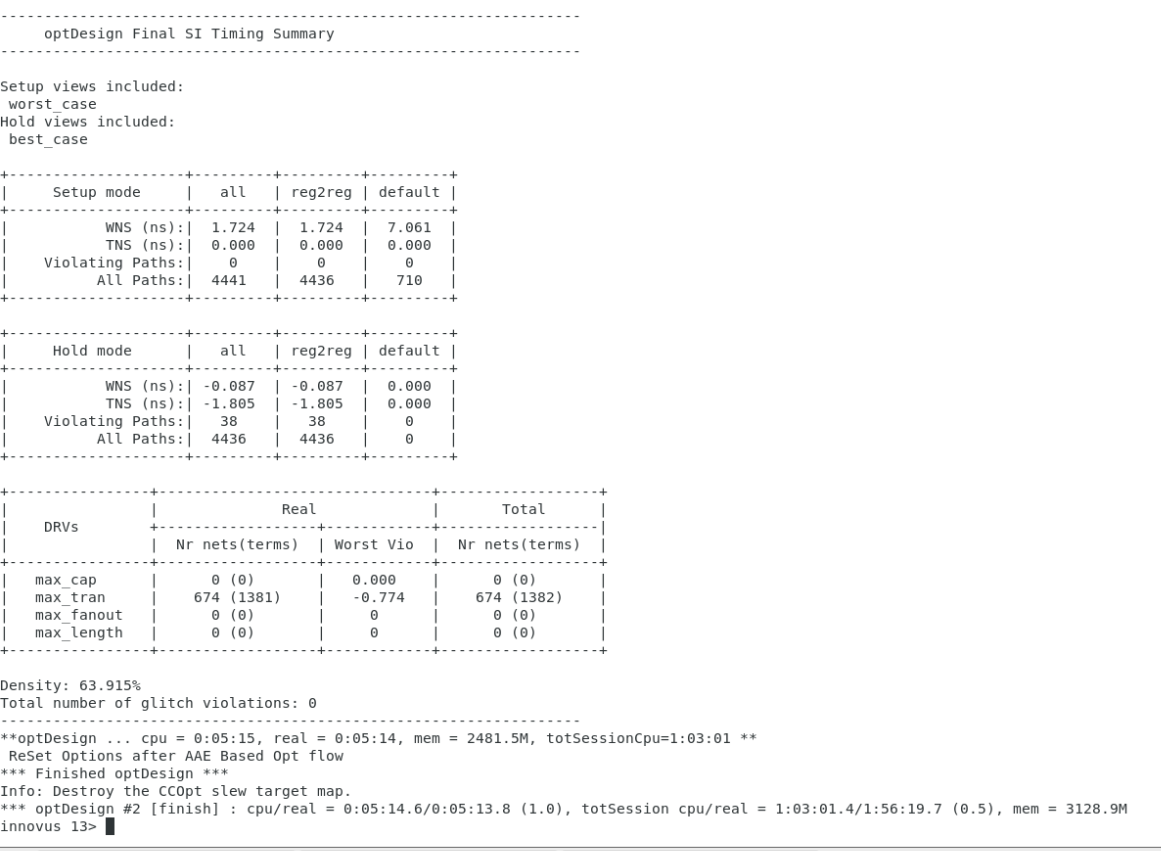 ------------------------------------------------------------------
     optDesign Final SI Timing Summary
------------------------------------------------------------------

Setup views included:
 worst_case
Hold views included:
 best_case

+--------------------+---------+---------+---------+
|     Setup mode     |   all   | reg2reg | default |
+--------------------+---------+---------+---------+
|           WNS (ns):|  1.724  |  1.724  |  7.061  |
|           TNS (ns):|  0.000  |  0.000  |  0.000  |
|    Violating Paths:|    0    |    0    |    0    |
|          All Paths:|  4441   |  4436   |   710   |
+--------------------+---------+---------+---------+

+--------------------+---------+---------+---------+
|     Hold mode      |   all   | reg2reg | default |
+--------------------+---------+---------+---------+
|           WNS (ns):| -0.087  | -0.087  |  0.000  |
|           TNS (ns):| -1.805  | -1.805  |  0.000  |
|    Violating Paths:|   38    |   38    |    0    |
|          All Paths:|  4436   |  4436   |    0    |
+--------------------+---------+---------+---------+

+----------------+-------------------------------+------------------+
|                |              Real             |       Total      |
|    DRVs        +------------------+------------+------------------|
|                |  Nr nets(terms)  | Worst Vio  |  Nr nets(terms)  |
+----------------+------------------+------------+------------------+
|   max_cap      |      0 (0)       |   0.000    |      0 (0)       |
|   max_tran     |    674 (1381)    |   -0.774   |    674 (1382)    |
|   max_fanout   |      0 (0)       |     0      |      0 (0)       |
|   max_length   |      0 (0)       |     0      |      0 (0)       |
+----------------+------------------+------------+------------------+

Density: 63.915%
Total number of glitch violations: 0
------------------------------------------------------------------
**optDesign ... cpu = 0:05:15, real = 0:05:14, mem = 2481.5M, totSessionCpu=1:03:01 **
 ReSet Options after AAE Based Opt flow
*** Finished optDesign ***
Info: Destroy the CCOpt slew target map.
*** optDesign #2 [finish] : cpu/real = 0:05:14.6/0:05:13.8 (1.0), totSession cpu/real = 1:03:01.4/1:56:19.7 (0.5), mem = 3128.9M
innovus 13>